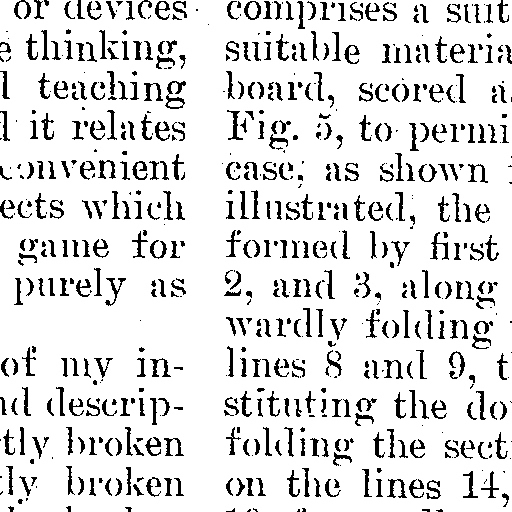 or devices
thinking,
teaching
it relates
convenient
ects which
game for
purely as
of my in-
descrip-
tly broken
broken
comprises a suit
suitable materia
board, scored a
Fig. 5, to permi
case, as shown
illustrated, the
formed by first
2, and 3, along
wardly folding
lines 8 and 9, t
stituting the do
folding the sect
on the lines 14,